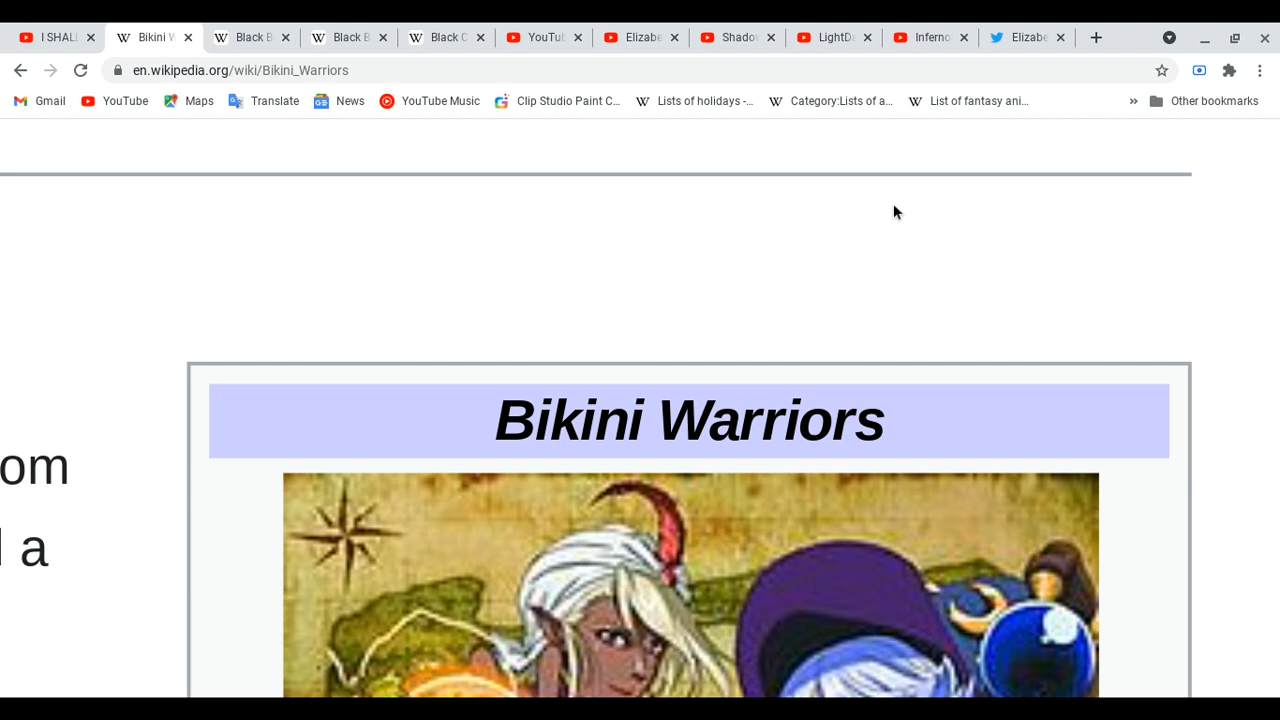 I SHAL
Bikini W
Black B
Black B
Black C
YouTub
Elizabe
Shado
LightDa
Inferno
Elizabe
en.wikipedia.org/wiki/Bikini_Warriors
Gmail YouTube Maps Translate News YouTube Music Clip Studio Paint C... Lists of holidays -... Category:Lists of a... List of fantasy ani... » Other bookmarks
Bikini Warriors
om
a